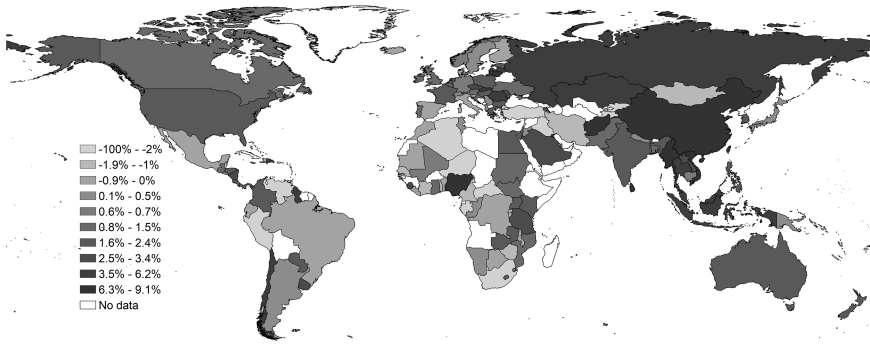 -100% - -2%
-1.9% - -1%
-0.9% - 0%
0.1% - 0.5%
0.6% - 0.7%
0.8% - 1.5%
1.6% - 2.4%
2.5% - 3.4%
3.5% - 6.2%
6.3% - 9.1%
No data